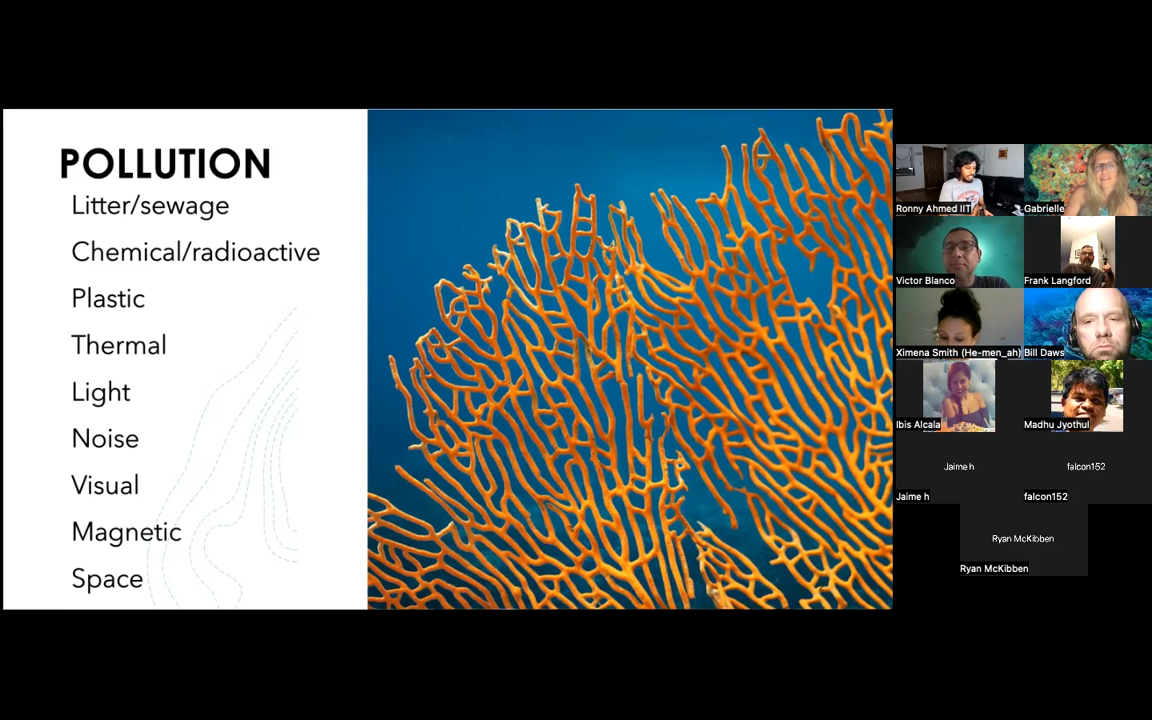 POLLUTION
Litter/sewage
Chemical/radioactive
Plastic
Thermal
Light
Noise
Visual
Magnetic
Space
Ronny Ahmed IIT
Gabrielle
Victor Blanco
Frank Langford
Ximena Smith (He-men_ah)
Bill Daws
Ibis Alcala
Madhu Jyothul
Jaime h
falcon152
Jaime h
falcon152
Ryan McKibben
Ryan McKibben